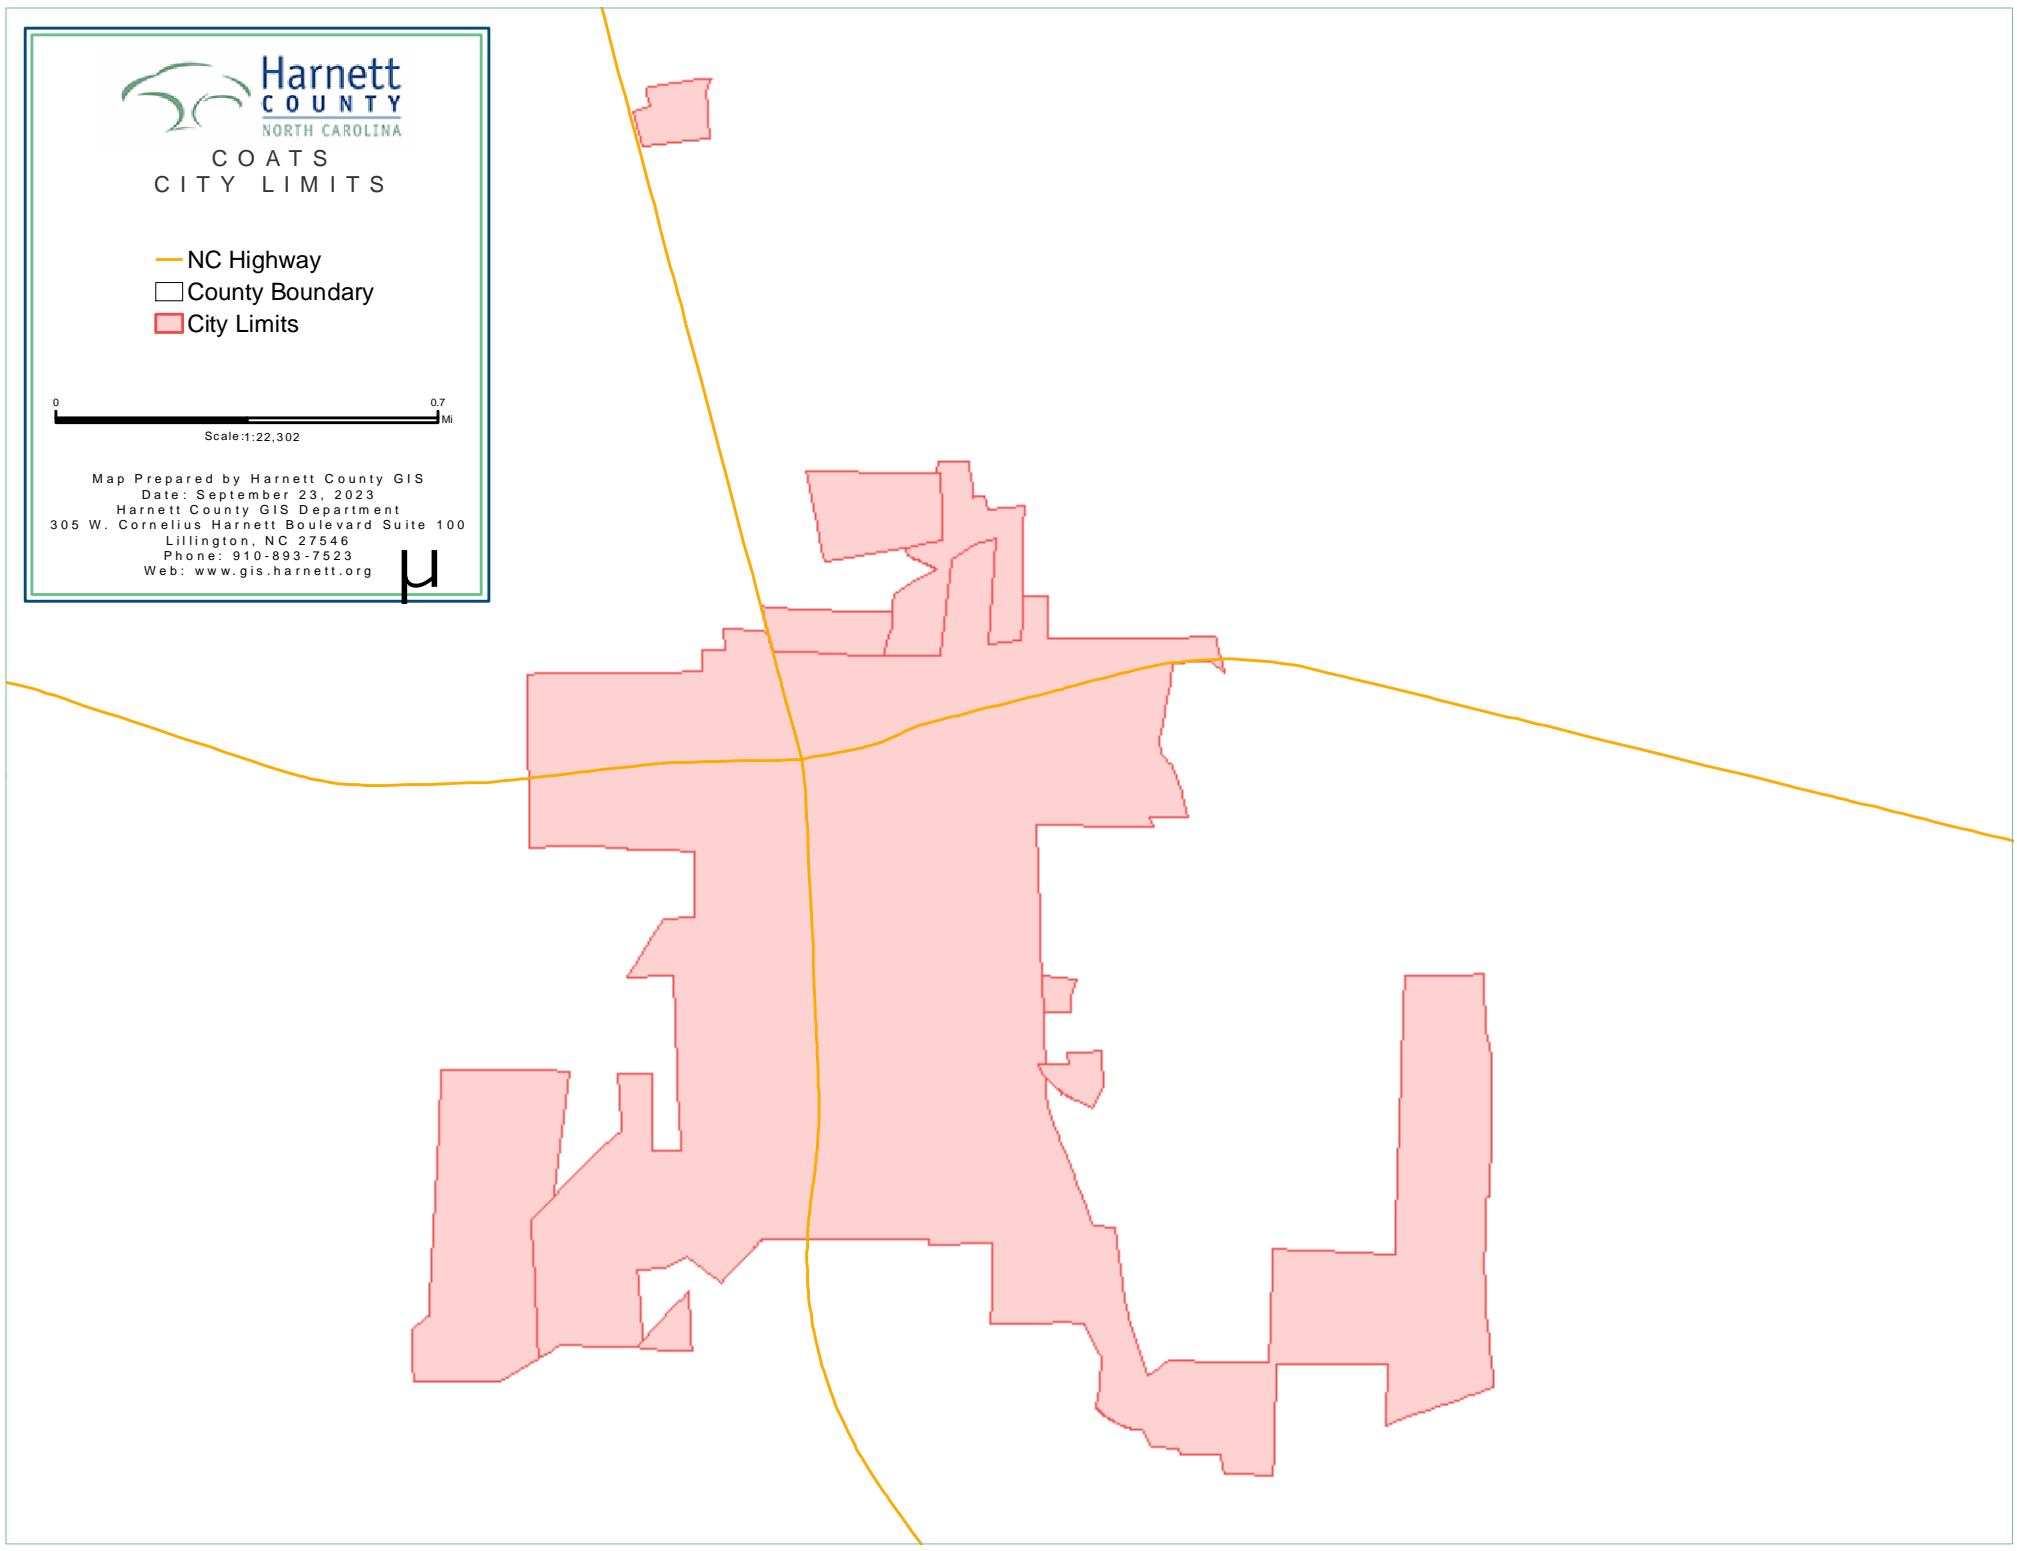 Harnett
COUNTY
NORTH CAROLINA
COATS
CITY LIMITS
NC Highway
County Boundary
City Limits
0 0.7
Mi
Scale:1:22,302
Map Prepared by Harnett County GIS
Date: September 23, 2023
Harnett County GIS Department
305 W. Cornelius Harnett Boulevard Suite 100
Lillington, NC 27546
Phone: 910-893-7523
Web: www.gis.harnett.org
µ